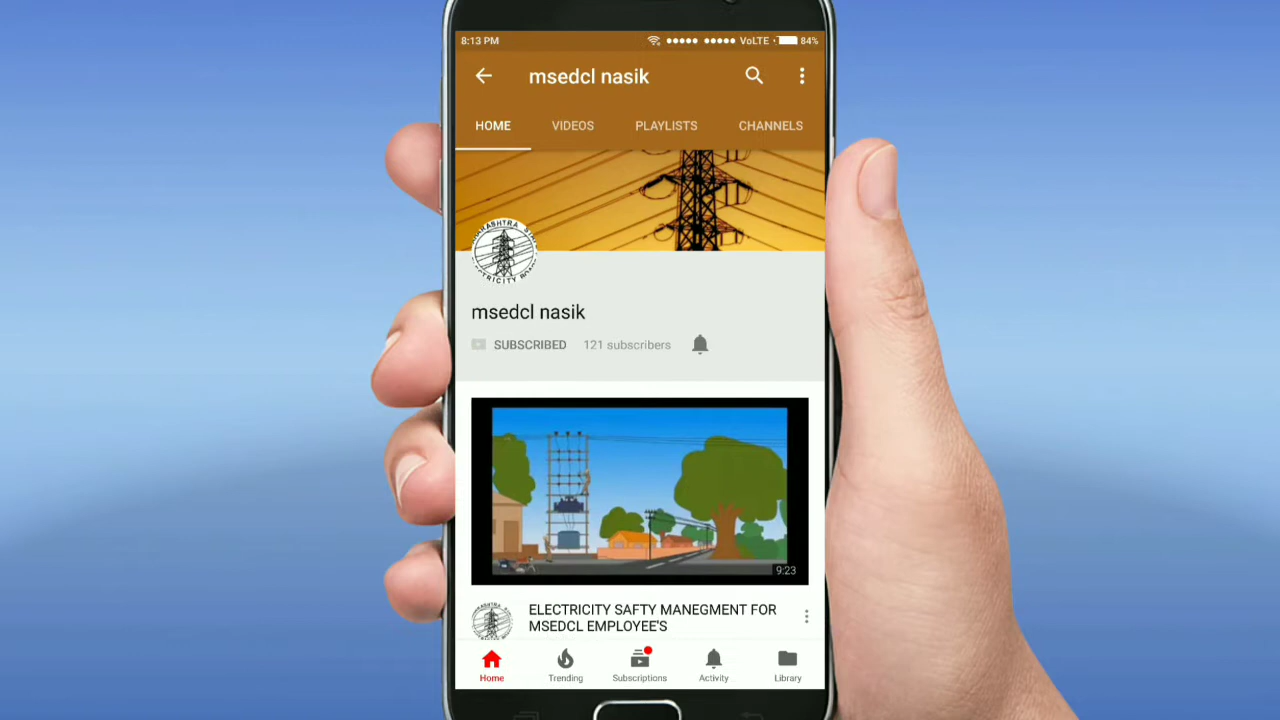 8:13 PM
VoLTE
84%
msedcl nasik
HOME
VIDEOS
PLAYLISTS
CHANNELS
msedcl nasik
SUBSCRIBED
121 subscribers
9:23
ELECTRICITY SAFTY MANEGMENT FOR
MSEDCL EMPLOYEE'S
Home
Trending
Subscriptions
Activity
Library